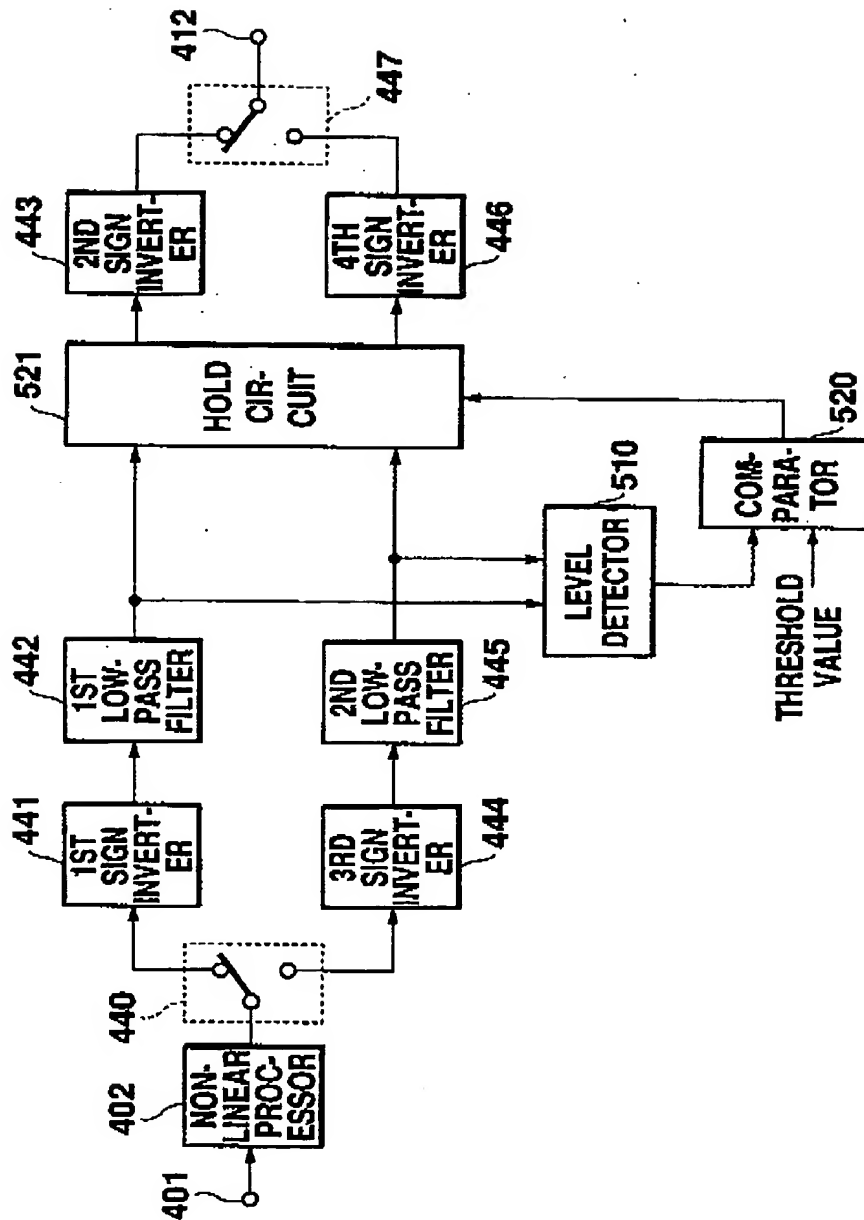 401
402
NON-
LINEAR
PROC-
ESSOR
440
441
1ST
SIGN
INVERT-
ER
442
1ST
LOW-
PASS
FILTER
444
3RD
SIGN
INVERT-
ER
445
2ND
LOW-
PASS
FILTER
521
HOLD
CIR-
CUIT
443
2ND
SIGN
INVERT-
ER
446
4TH
SIGN
INVERT-
ER
447
412
510
LEVEL
DETECTOR
520
COM-
PARA-
TOR
THRESHOLD
VALUE